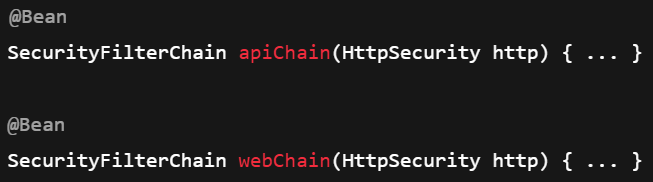 @Bean
SecurityFilterChain apiChain(HttpSecurity http) { ... }
@Bean
SecurityFilterChain webChain(HttpSecurity http) { ... }